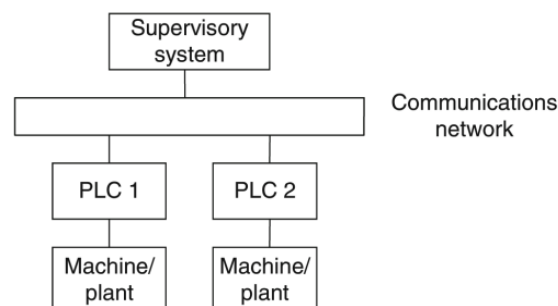 Supervisory
system
Communications
network
PLC 1
PLC 2
Machine/
plant
Machine/
plant